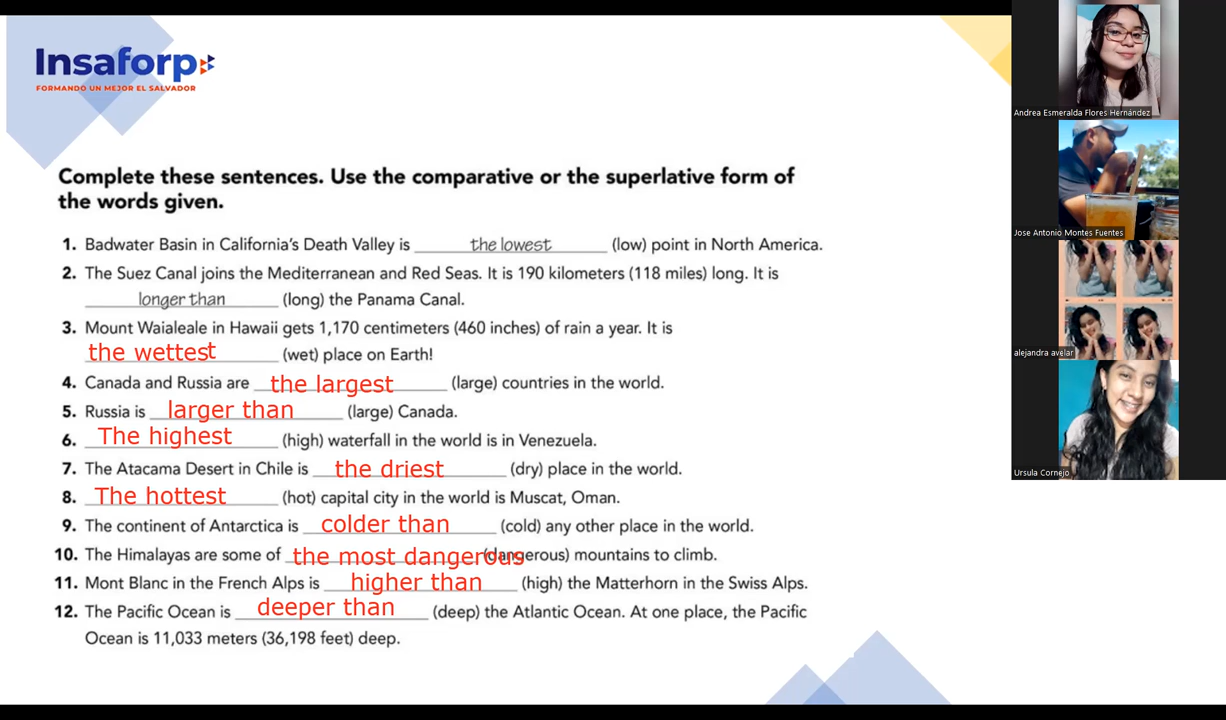 Insaforp
FORMANDO UN MEJOR EL SALVADOR
Complete these sentences. Use the comparative or the superlative form of
the words given.
1. Badwater Basin in California's Death Valley is the lowest (low) point in North America.
2. The Suez Canal joins the Mediterranean and Red Seas. It is 190 kilometers (118 miles) long. It is
longer than (long) the Panama Canal.
3. Mount Waialeale in Hawaii gets 1,170 centimeters (460 inches) of rain a year. It is
the wettest (wet) place on Earth!
4. Canada and Russia are the largest (large) countries in the world.
5. Russia is larger than (large) Canada.
6. The highest (high) waterfall in the world is in Venezuela.
7. The Atacama Desert in Chile is the driest (dry) place in the world.
8. The hottest (hot) capital city in the world is Muscat, Oman.
9. The continent of Antarctica is colder than (cold) any other place in the world.
10. The Himalayas are some of the most dangerous (dangerous) mountains to climb.
11. Mont Blanc in the French Alps is higher than (high) the Matterhorn in the Swiss Alps.
12. The Pacific Ocean is deeper than (deep) the Atlantic Ocean. At one place, the Pacific
Ocean is 11,033 meters (36,198 feet) deep.
Andrea Esmeralda Flores Hernández
Jose Antonio Montes Fuentes
alejandra avelar
Ursula Cornejo